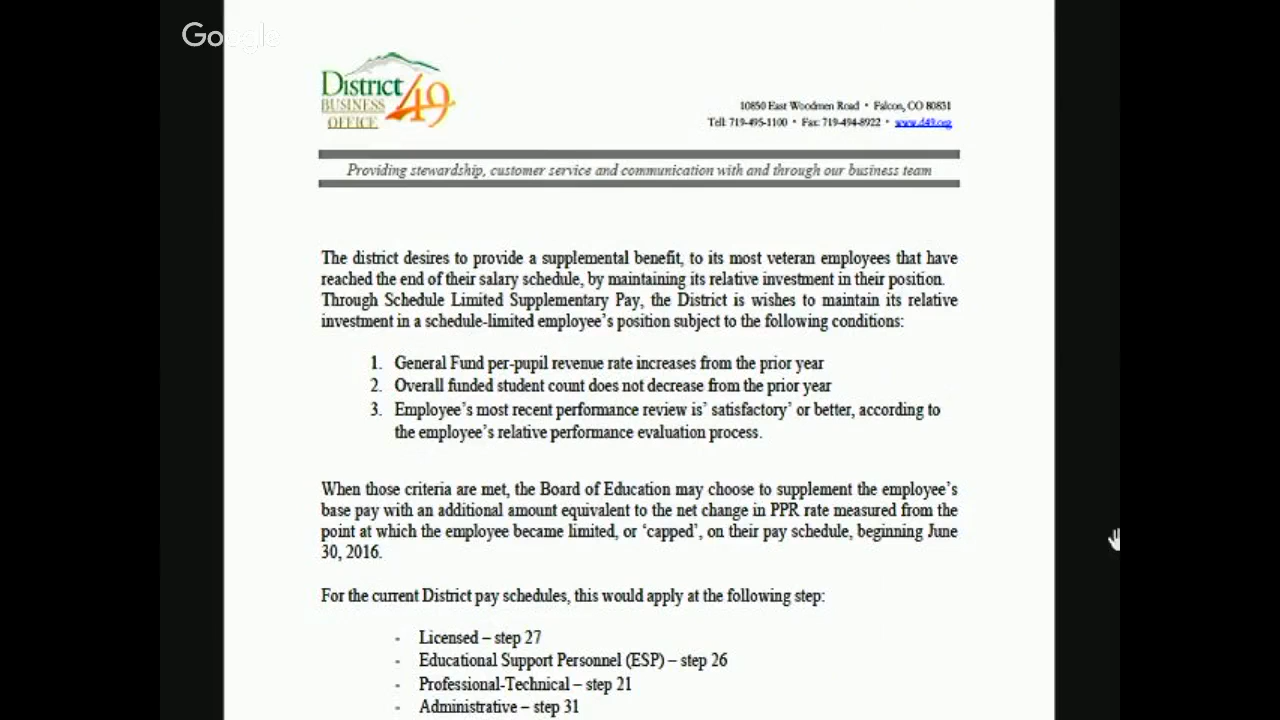 Google
District 49
BUSINESS
OFFICE
10850 East Woodmen Road • Falcon, CO 80831
Tell: 719-495-1100 • Fax: 719-494-8922 • www.d49.org
Providing stewardship, customer service and communication with and through our business team
The district desires to provide a supplemental benefit, to its most veteran employees that have
reached the end of their salary schedule, by maintaining its relative investment in their position.
Through Schedule Limited Supplementary Pay, the District is wishes to maintain its relative
investment in a schedule-limited employee's position subject to the following conditions:
1. General Fund per-pupil revenue rate increases from the prior year
2. Overall funded student count does not decrease from the prior year
3. Employee's most recent performance review is' satisfactory' or better, according to
the employee's relative performance evaluation process.
When those criteria are met, the Board of Education may choose to supplement the employee's
base pay with an additional amount equivalent to the net change in PPR rate measured from the
point at which the employee became limited, or 'capped', on their pay schedule, beginning June
30, 2016.
For the current District pay schedules, this would apply at the following step:
- Licensed – step 27
- Educational Support Personnel (ESP) – step 26
- Professional-Technical – step 21
- Administrative – step 31